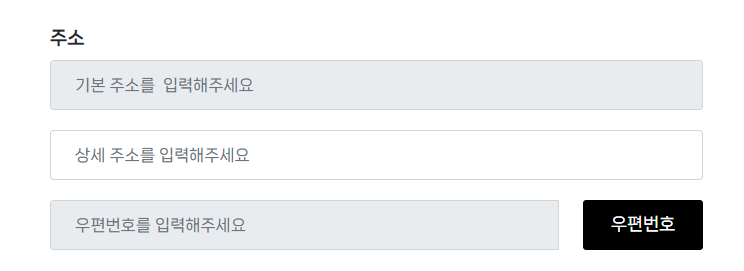 주소
기본 주소를  입력해주세요
상세 주소를 입력해주세요
우편번호를 입력해주세요 우편번호